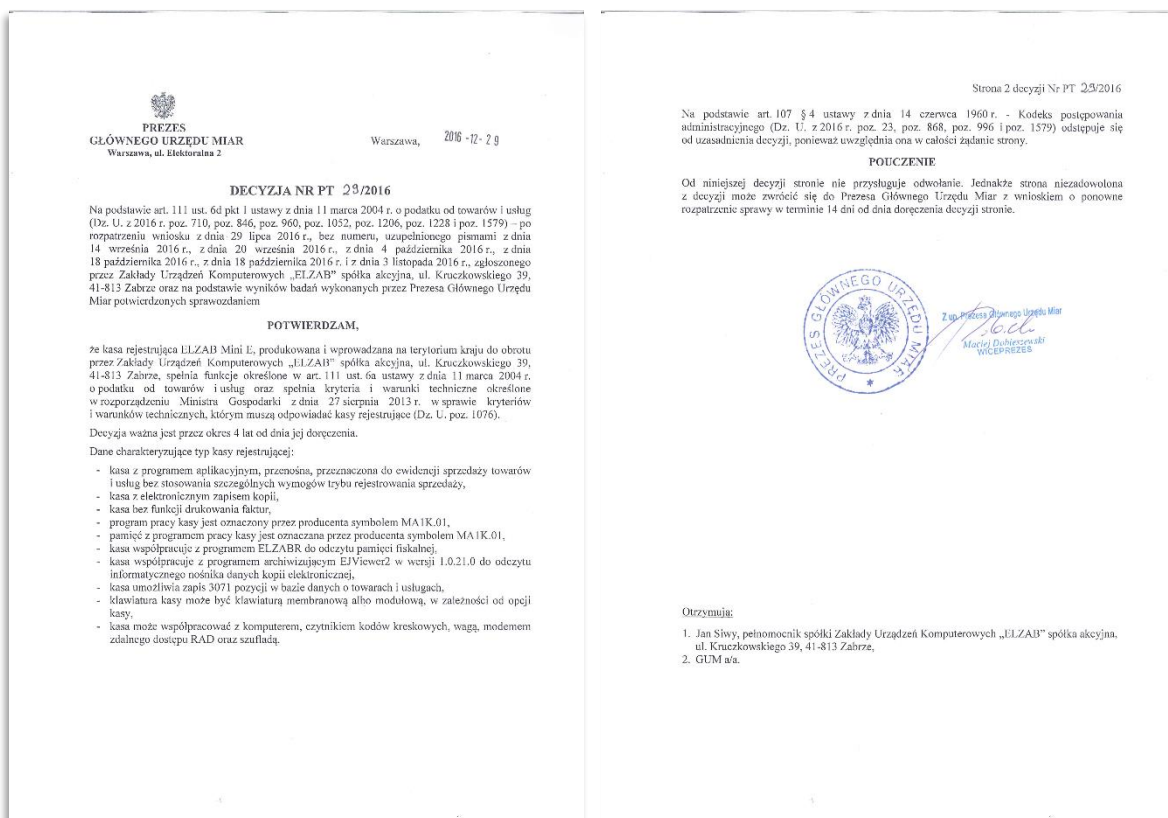 PREZES
GŁÓWNEGO URZĘDU MIAR
Warszawa, ul. Elektoralna 2
Warszawa, 2016 -12- 29
DECYZJA NR PT 29/2016
Na podstawie art. 111 ust. 6d pkt 1 ustawy z dnia 11 marca 2004 r. o podatku od towarów i usług
(Dz. U. z 2016 r. poz. 710, poz. 846, poz. 960, poz. 1052, poz. 1206, poz. 1228 i poz. 1579) – po
rozpatrzeniu wniosku z dnia 29 lipca 2016 r., bez numeru, uzupełnionego pismami z dnia
14 września 2016 r., z dnia 20 września 2016 r., z dnia 4 października 2016 r., z dnia
18 października 2016 r., z dnia 18 października 2016 r. i z dnia 3 listopada 2016 r., zgłoszonego
przez Zakłady Urządzeń Komputerowych „ELZAB” spółka akcyjna, ul. Kruczkowskiego 39,
41-813 Zabrze oraz na podstawie wyników badań wykonanych przez Prezesa Głównego Urzędu
Miar potwierdzonych sprawozdaniem
POTWIERDZAM,
że kasa rejestrująca ELZAB Mini E, produkowana i wprowadzana na terytorium kraju do obrotu
przez Zakłady Urządzeń Komputerowych „ELZAB” spółka akcyjna, ul. Kruczkowskiego 39,
41-813 Zabrze, spełnia funkcje określone w art. 111 ust. 6a ustawy z dnia 11 marca 2004 r.
o podatku od towarów i usług oraz spełnia kryteria i warunki techniczne określone
w rozporządzeniu Ministra Gospodarki z dnia 27 sierpnia 2013 r. w sprawie kryteriów
i warunków technicznych, którym muszą odpowiadać kasy rejestrujące (Dz. U. poz. 1076).
Decyzja ważna jest przez okres 4 lat od dnia jej doręczenia.
Dane charakteryzujące typ kasy rejestrującej:
- kasa z programem aplikacyjnym, przenośna, przeznaczona do ewidencji sprzedaży towarów
i usług bez stosowania szczególnych wymogów trybu rejestrowania sprzedaży,
- kasa z elektronicznym zapisem kopii,
- kasa bez funkcji drukowania faktur,
- program pracy kasy jest oznaczony przez producenta symbolem MA1K.01,
- pamięć z programem pracy kasy jest oznaczona przez producenta symbolem MA1K.01,
- kasa współpracuje z programem ELZABR do odczytu pamięci fiskalnej,
- kasa współpracuje z programem archiwizującym EJViewer2 w wersji 1.0.21.0 do odczytu
informatycznego nośnika danych kopii elektronicznej,
- kasa umożliwia zapis 3071 pozycji w bazie danych o towarach i usługach,
- klawiatura kasy może być klawiaturą membranową albo modułową, w zależności od opcji
kasy,
- kasa może współpracować z komputerem, czytnikiem kodów kreskowych, wagą, modemem
zdalnego dostępu RAD oraz szufladą.
Strona 2 decyzji Nr PT 29/2016
Na podstawie art. 107 § 4 ustawy z dnia 14 czerwca 1960 r. - Kodeks postępowania
administracyjnego (Dz. U. z 2016 r. poz. 23, poz. 868, poz. 996 i poz. 1579) odstępuje się
od uzasadnienia decyzji, ponieważ uwzględnia ona w całości żądanie strony.
POUCZENIE
Od niniejszej decyzji stronie nie przysługuje odwołanie. Jednakże strona niezadowolona
z decyzji może zwrócić się do Prezesa Głównego Urzędu Miar z wnioskiem o ponowne
rozpatrzenie sprawy w terminie 14 dni od dnia doręczenia decyzji stronie.
PREZES GŁÓWNEGO URZĘDU MIAR
Z up. Prezesa Głównego Urzędu Miar
Maciej Dobieszewski
WICEPREZES
Otrzymują:
1. Jan Siwy, pełnomocnik spółki Zakłady Urządzeń Komputerowych „ELZAB” spółka akcyjna,
ul. Kruczkowskiego 39, 41-813 Zabrze,
2. GUM a/a.